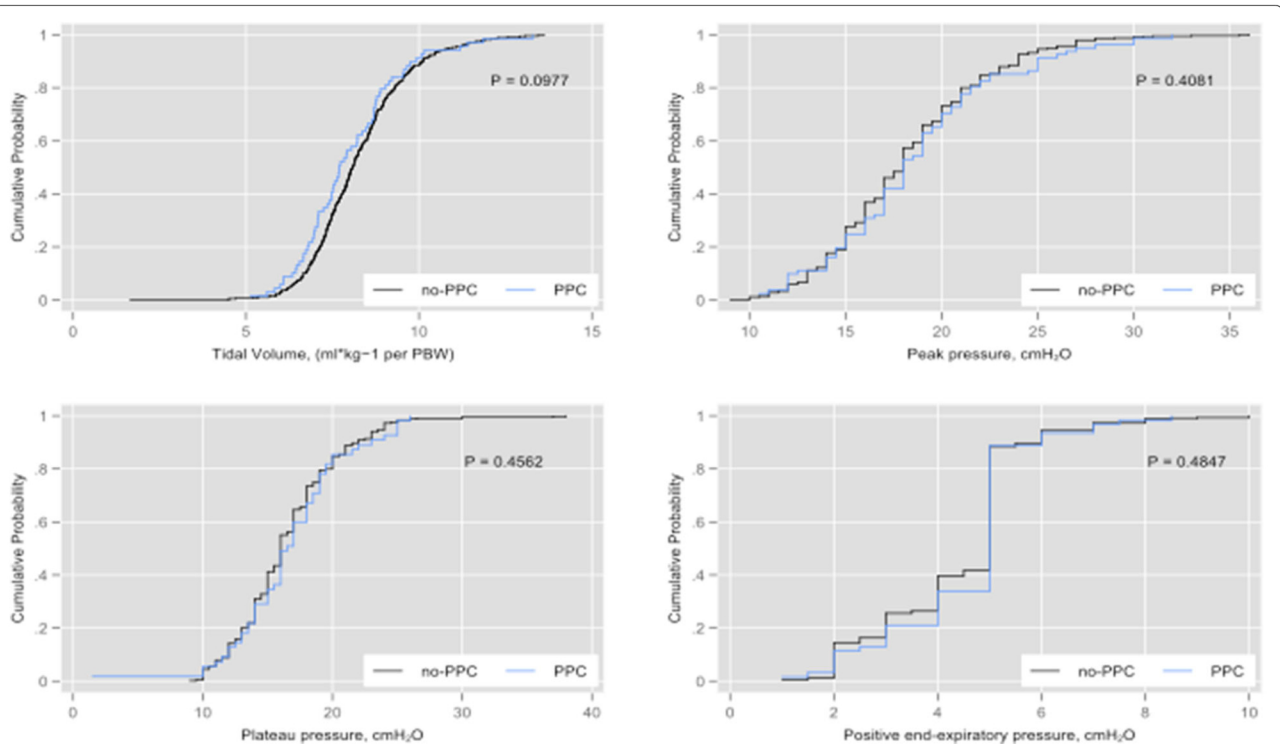 1
.8
.6
.4
.2
0
Cumulative Probability
P = 0.0977
no-PPC PPC
0 5 10 15
Tidal Volume, (ml*kg−1 per PBW)
1
.8
.6
.4
.2
0
Cumulative Probability
P = 0.4081
no-PPC PPC
10 15 20 25 30 35
Peak pressure, cmH₂O
1
.8
.6
.4
.2
0
Cumulative Probability
P = 0.4562
no-PPC PPC
0 10 20 30 40
Plateau pressure, cmH₂O
1
.8
.6
.4
.2
0
Cumulative Probability
P = 0.4847
no-PPC PPC
0 2 4 6 8 10
Positive end-expiratory pressure, cmH₂O